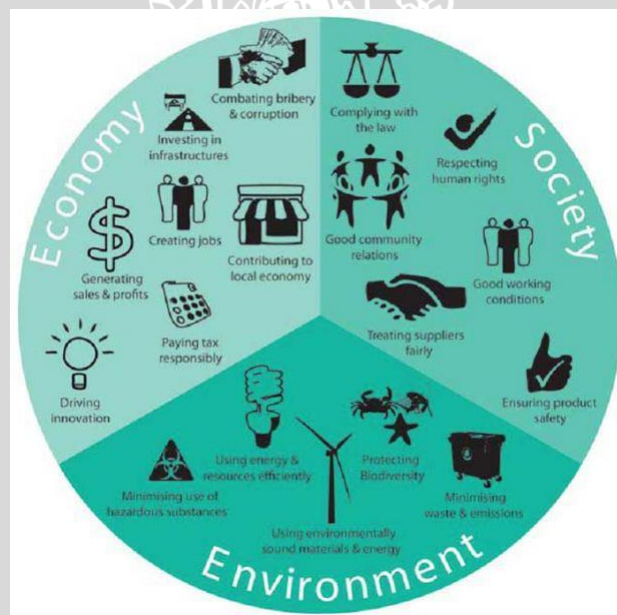 Economy
Combating bribery
& corruption
Investing in
infrastructures
Creating jobs
Contributing to
local economy
Generating
sales & profits
Paying tax
responsibly
Driving
innovation
Society
Complying with
the law
Respecting
human rights
Good community
relations
Good working
conditions
Treating suppliers
fairly
Ensuring product
safety
Using energy &
resources efficiently
Protecting
Biodiversity
Minimising use of
hazardous substances
Minimising
waste & emissions
Using environmentally
sound materials & energy
Environment